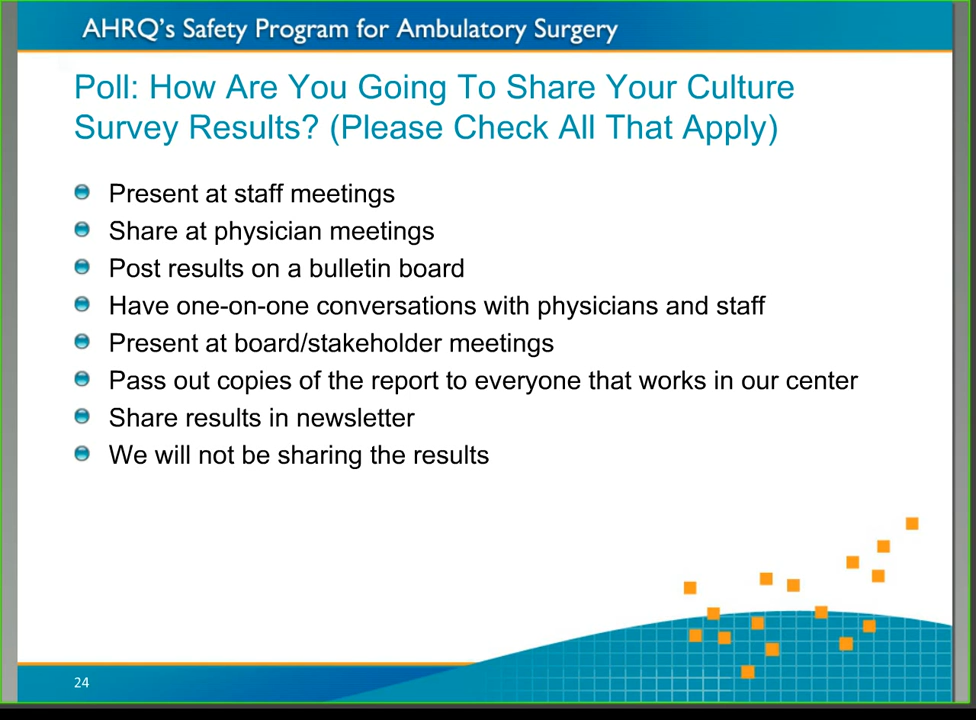 AHRQ's Safety Program for Ambulatory Surgery
Poll: How Are You Going To Share Your Culture
Survey Results? (Please Check All That Apply)
Present at staff meetings
Share at physician meetings
Post results on a bulletin board
Have one-on-one conversations with physicians and staff
Present at board/stakeholder meetings
Pass out copies of the report to everyone that works in our center
Share results in newsletter
We will not be sharing the results
24